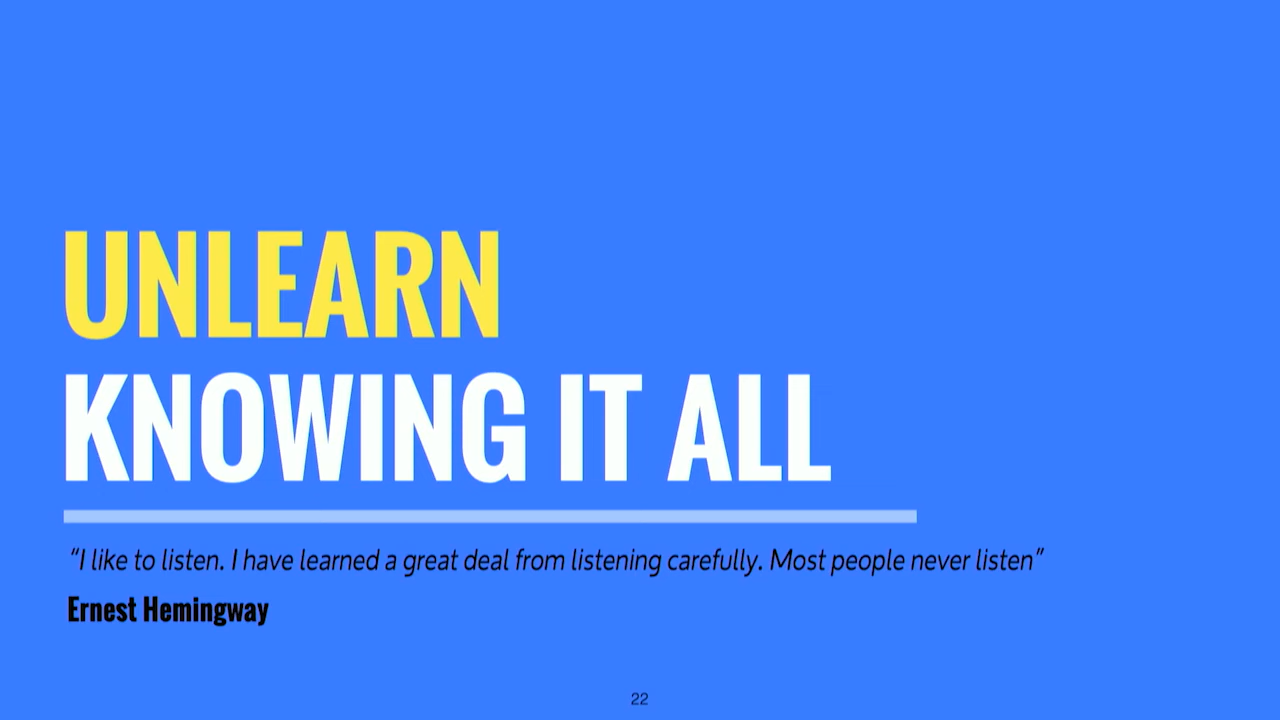 UNLEARN
KNOWING IT ALL
“I like to listen. I have learned a great deal from listening carefully. Most people never listen”
Ernest Hemingway
22